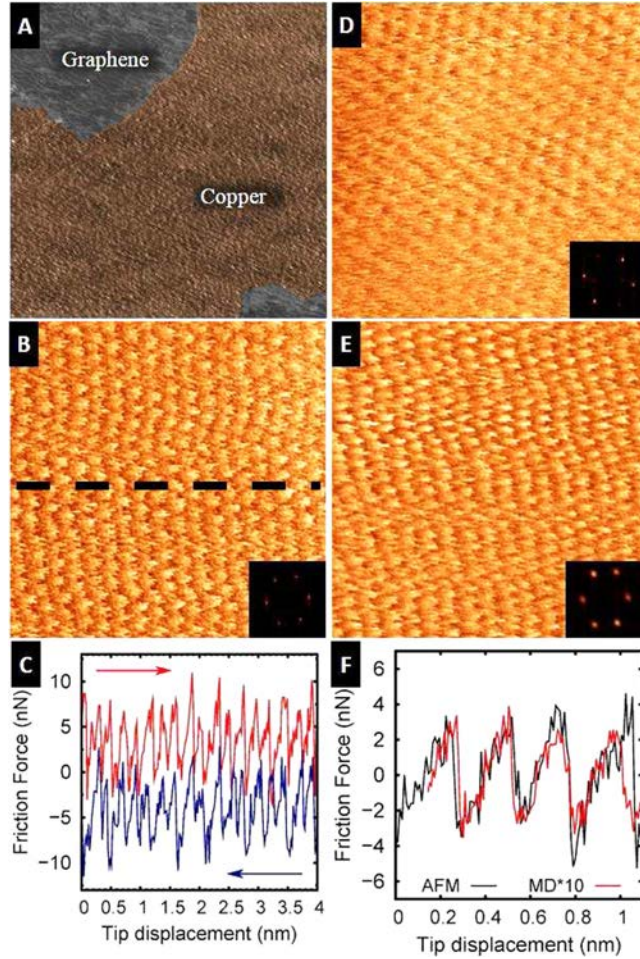 A
Graphene
Copper
D
B
E
C
10
5
0
−5
−10
Friction Force (nN)
0 0.5 1 1.5 2 2.5 3 3.5 4
Tip displacement (nm)
F
6
4
2
0
−2
−4
−6
Friction Force (nN)
AFM MD*10
0 0.2 0.4 0.6 0.8 1
Tip displacement (nm)